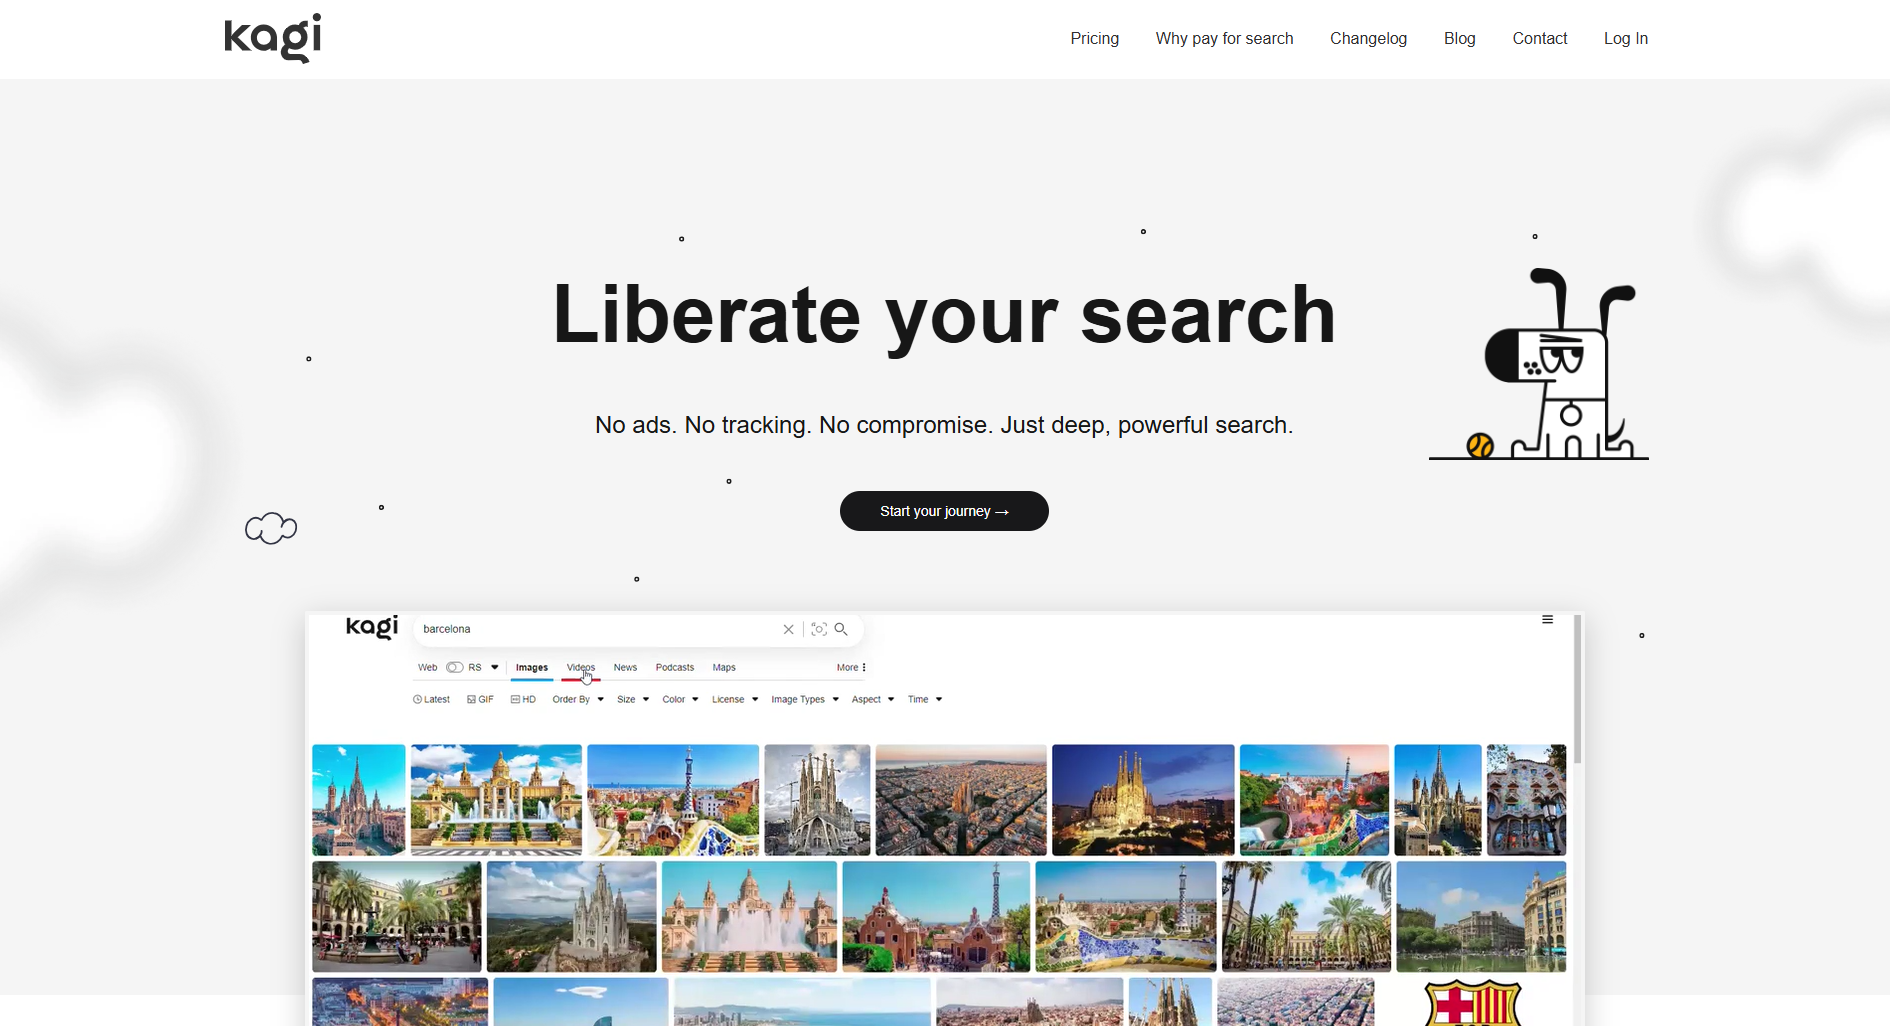 kagi
Pricing Why pay for search Changelog Blog Contact Log In
Liberate your search
No ads. No tracking. No compromise. Just deep, powerful search.
Start your journey →
kagi
barcelona
Web RS Images Videos News Podcasts Maps More
Latest GIF HD Order By Size Color License Image Types Aspect Time